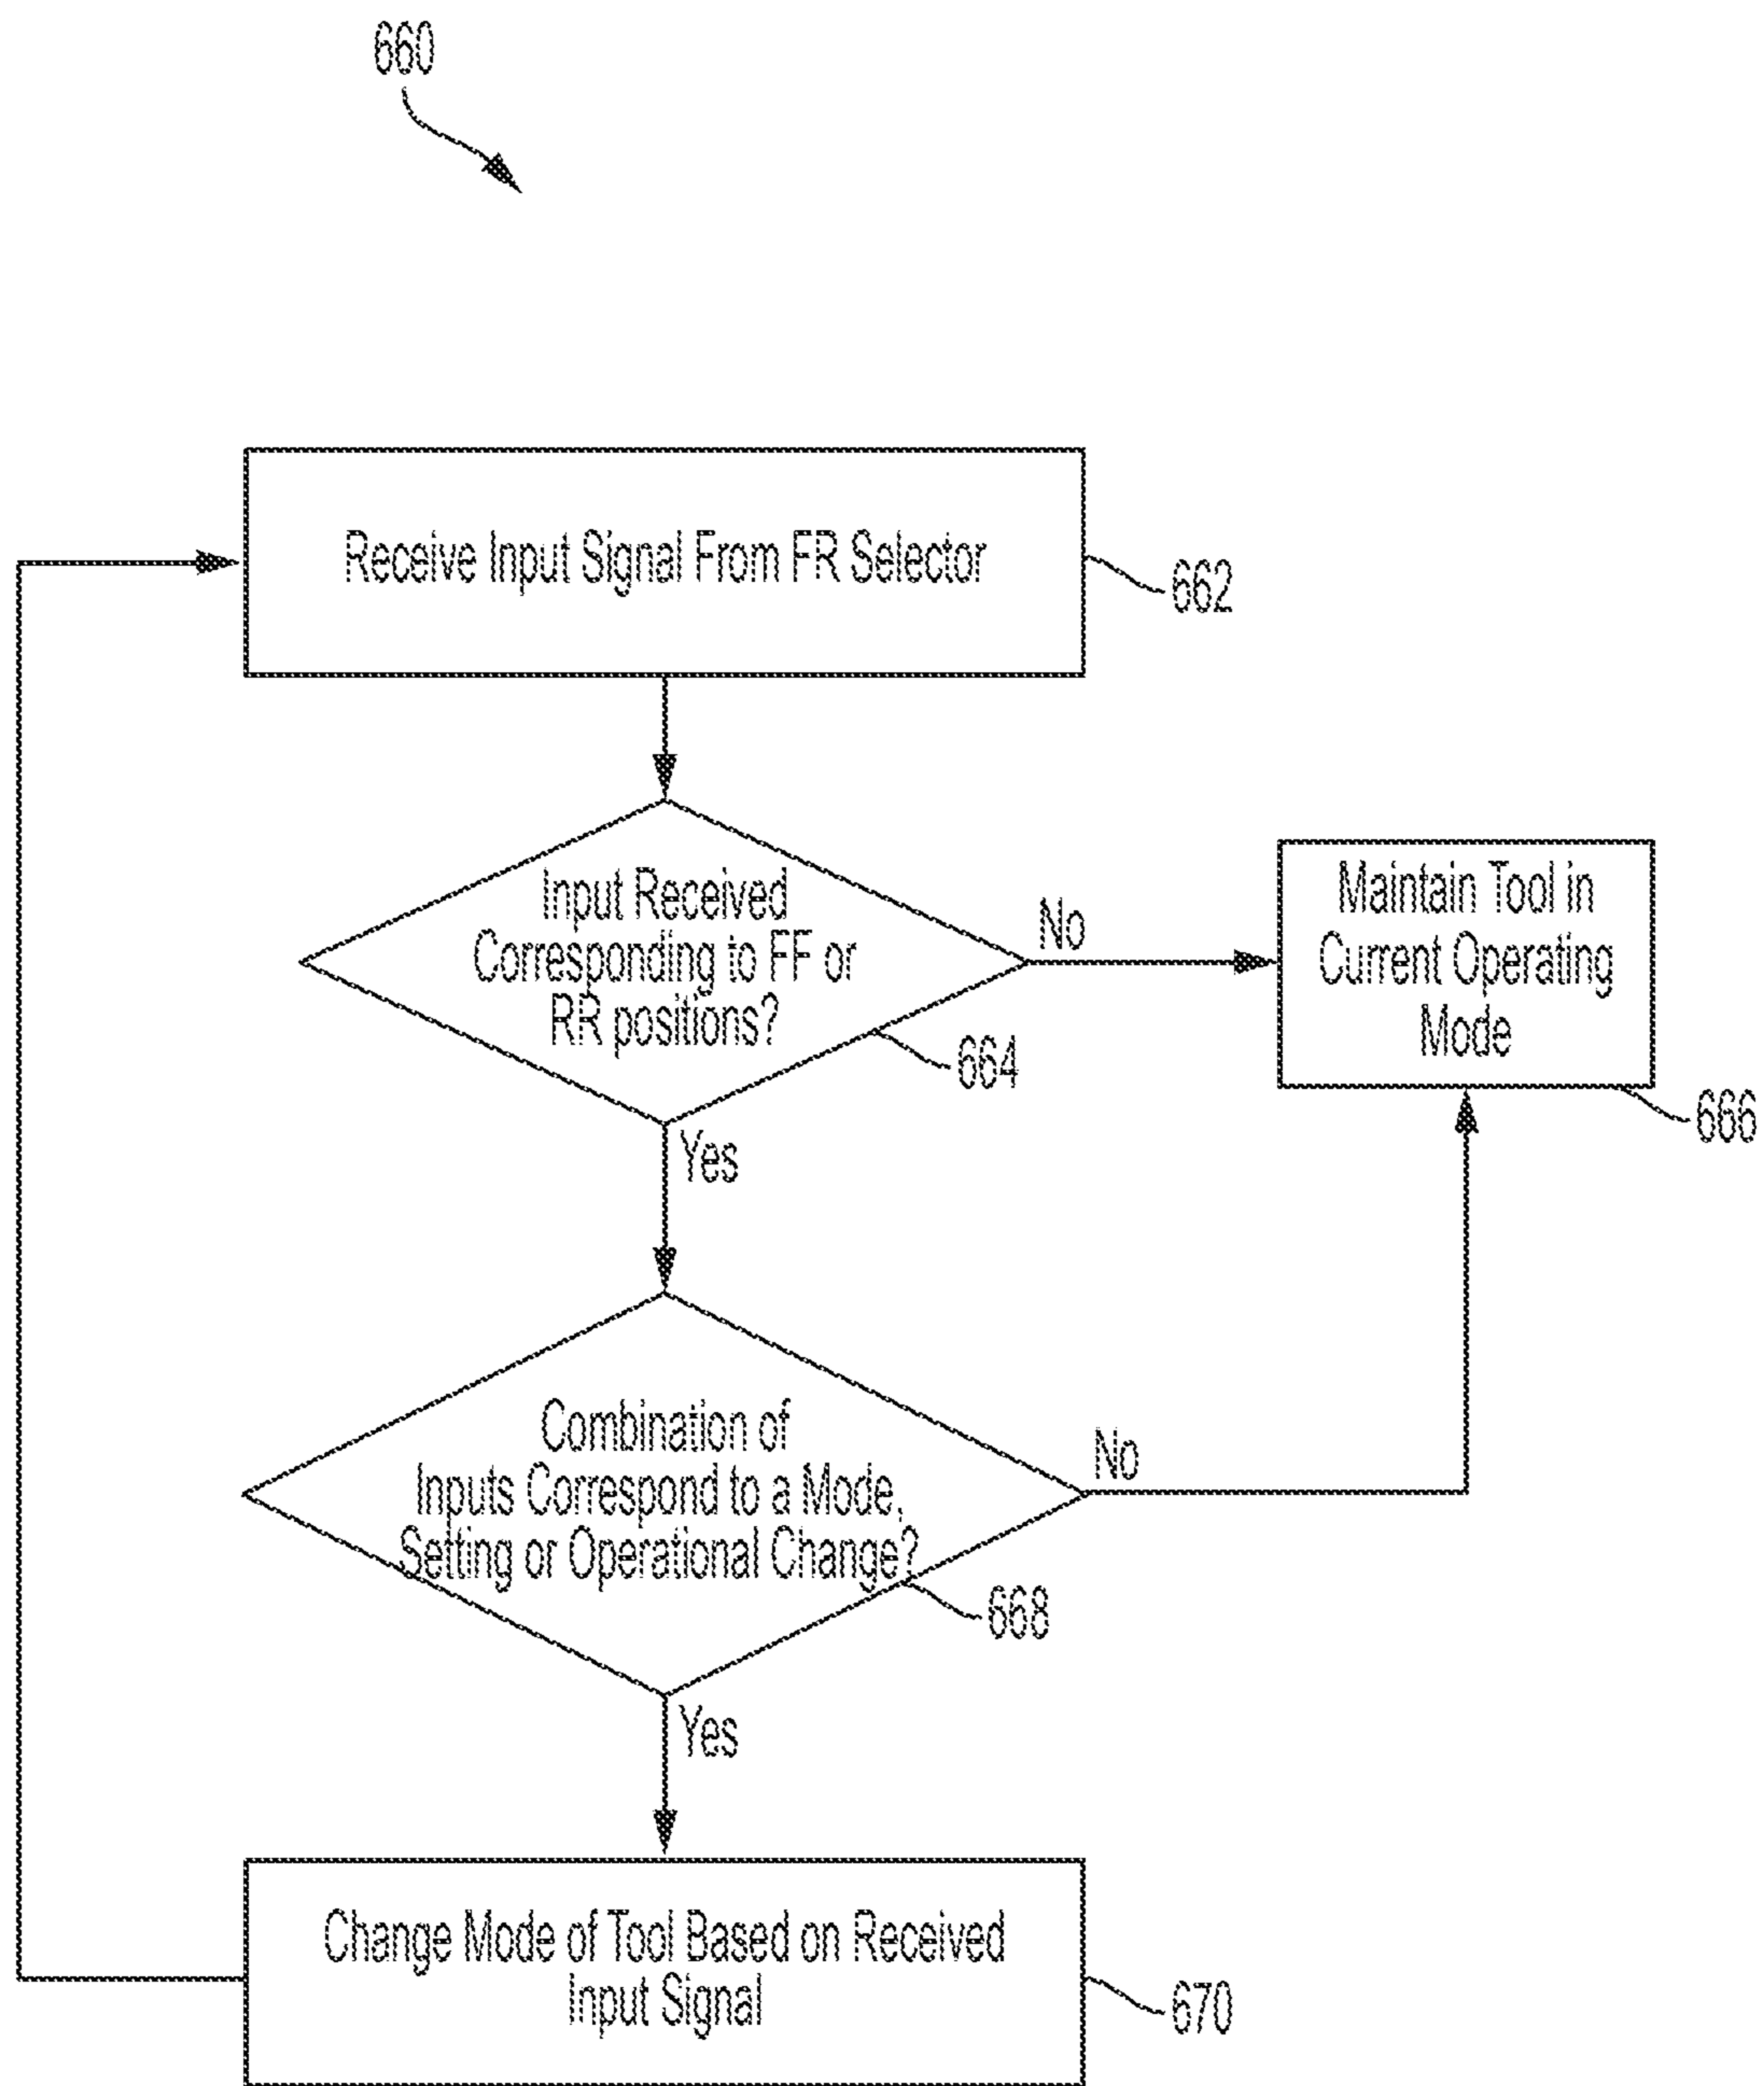 660
Receive Input Signal From FR Selector
662
Input Received
Corresponding to FF or
RR positions?
664
No
Maintain Tool in
Current Operating
Mode
666
Yes
Combination of
Inputs Correspond to a Mode,
Setting or Operational Change?
668
No
Yes
Change Mode of Tool Based on Received
Input Signal
670